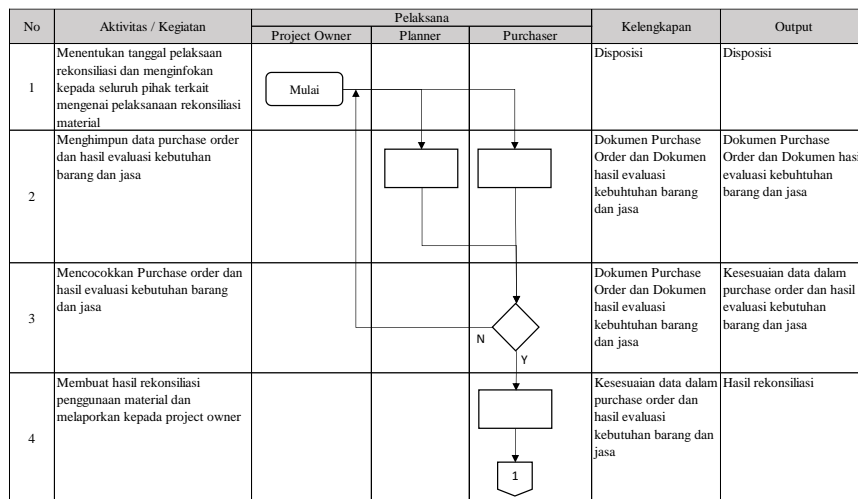 No
Aktivitas / Kegiatan
Pelaksana
Project Owner
Planner
Purchaser
Kelengkapan
Output
1
Menentukan tanggal pelaksaan
rekonsiliasi dan menginfokan
kepada seluruh pihak terkait
mengenai pelaksanaan rekonsiliasi
material
Mulai
Disposisi
Disposisi
2
Menghimpun data purchase order
dan hasil evaluasi kebutuhan
barang dan jasa
Dokumen Purchase
Order dan Dokumen
hasil evaluasi
kebuhtuhan barang
dan jasa
Dokumen Purchase
Order dan Dokumen hasi
evaluasi kebuhtuhan
barang dan jasa
3
Mencocokkan Purchase order dan
hasil evaluasi kebutuhan barang
dan jasa
N
Y
Dokumen Purchase
Order dan Dokumen
hasil evaluasi
kebuhtuhan barang
dan jasa
Kesesuaian data dalam
purchase order dan hasil
evaluasi kebutuhan
barang dan jasa
4
Membuat hasil rekonsiliasi
penggunaan material dan
melaporkan kepada project owner
1
Kesesuaian data dalam
purchase order dan
hasil evaluasi
kebutuhan barang dan
jasa
Hasil rekonsiliasi